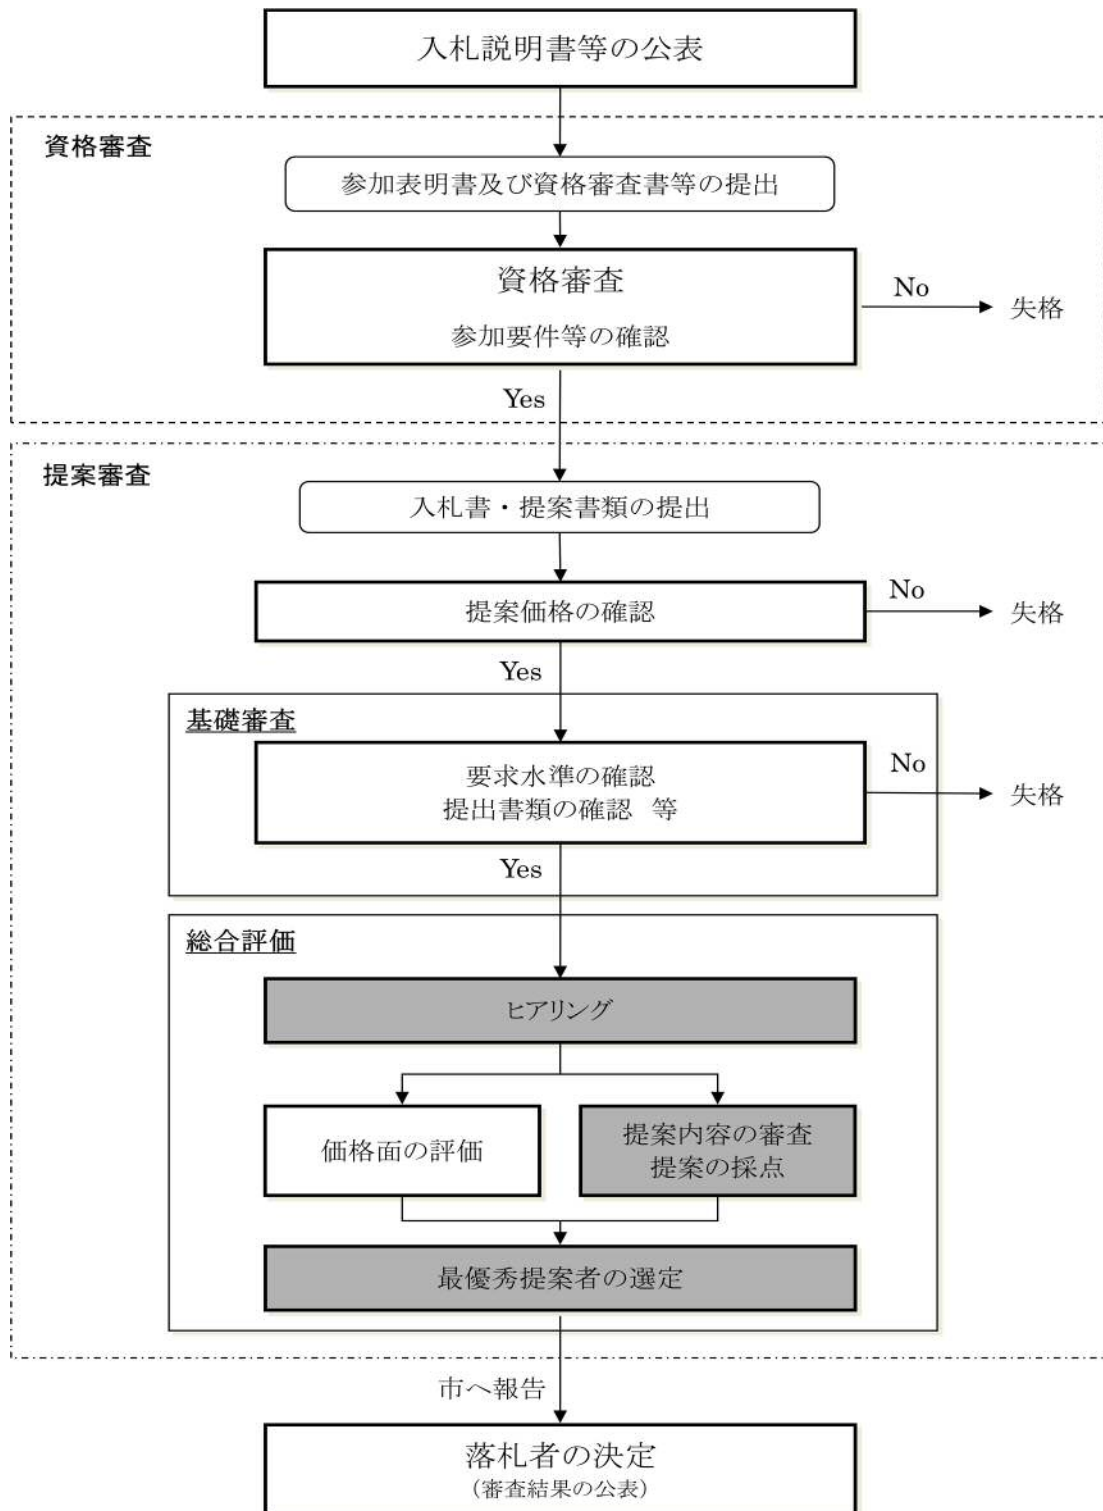 入札説明書等の公表
資格審査
参加表明書及び資格審査書等の提出
資格審査
参加要件等の確認
No
失格
Yes
提案審査
入札書・提案書類の提出
提案価格の確認
No
失格
Yes
基礎審査
要求水準の確認
提出書類の確認 等
No
失格
Yes
総合評価
ヒアリング
価格面の評価
提案内容の審査
提案の採点
最優秀提案者の選定
市へ報告
落札者の決定
(審査結果の公表)